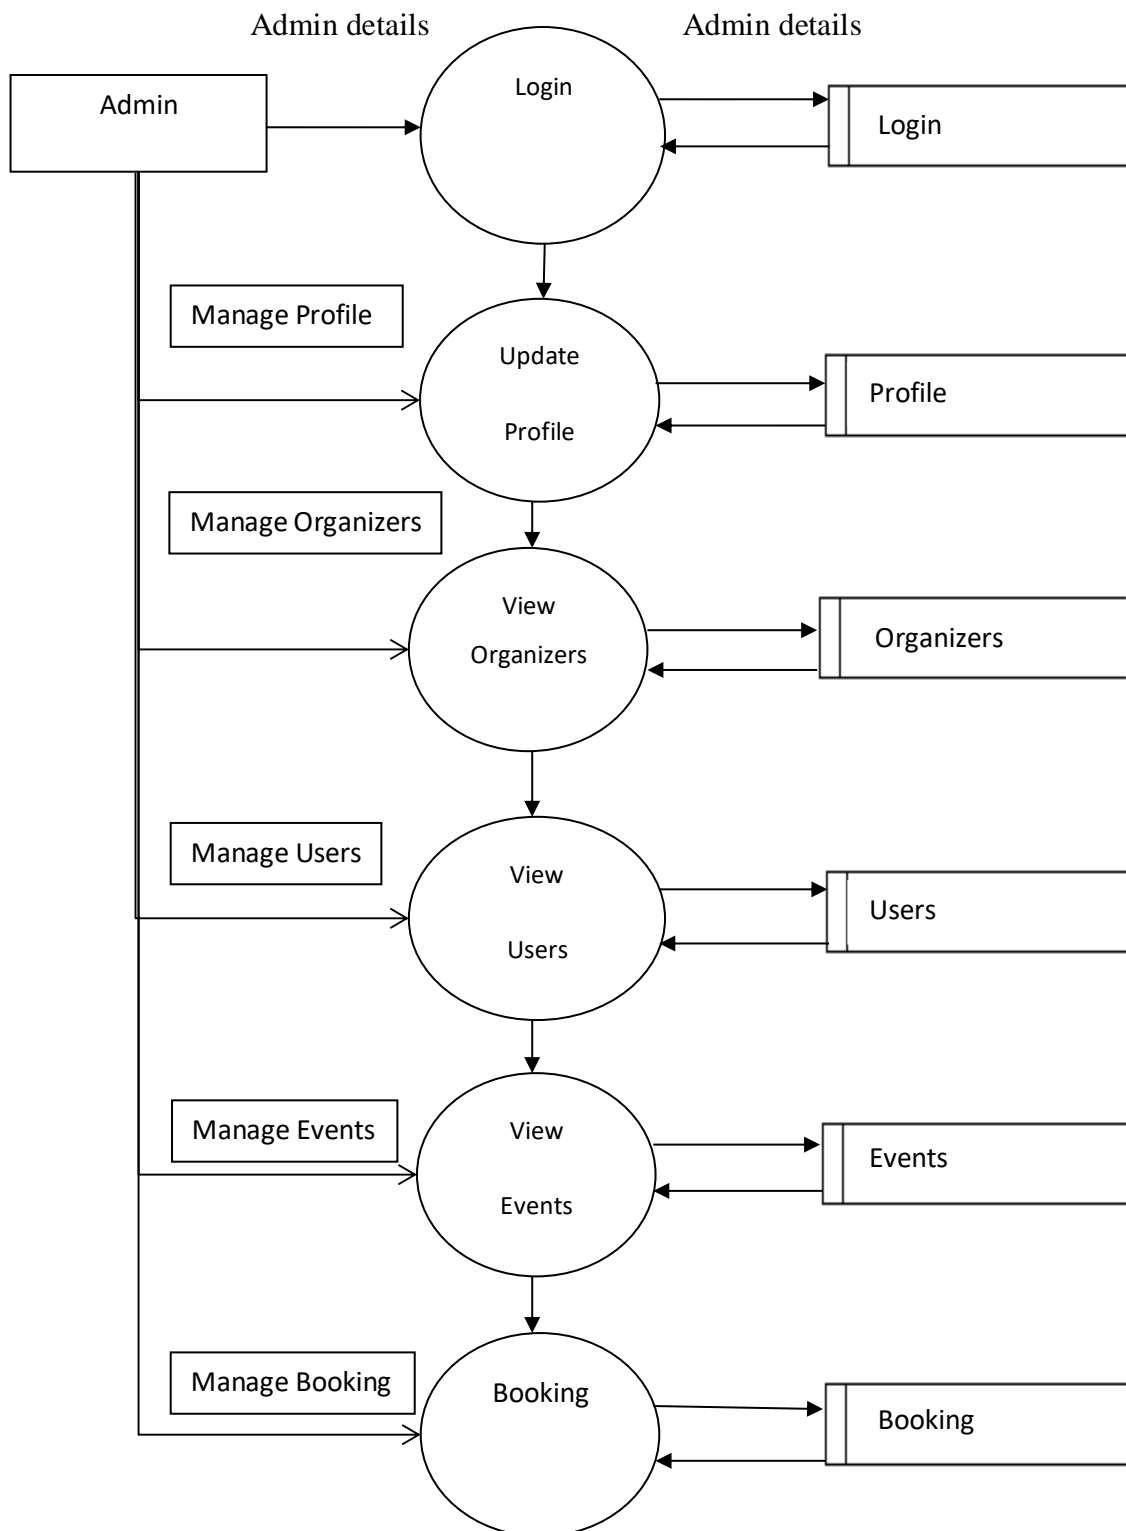 Admin details
Admin details
Login
Admin
Login
Manage Profile
Update
Profile
Profile
Manage Organizers
View
Organizers
Organizers
Manage Users
View
Users
Users
Manage Events
View
Events
Events
Manage Booking
Booking
Booking